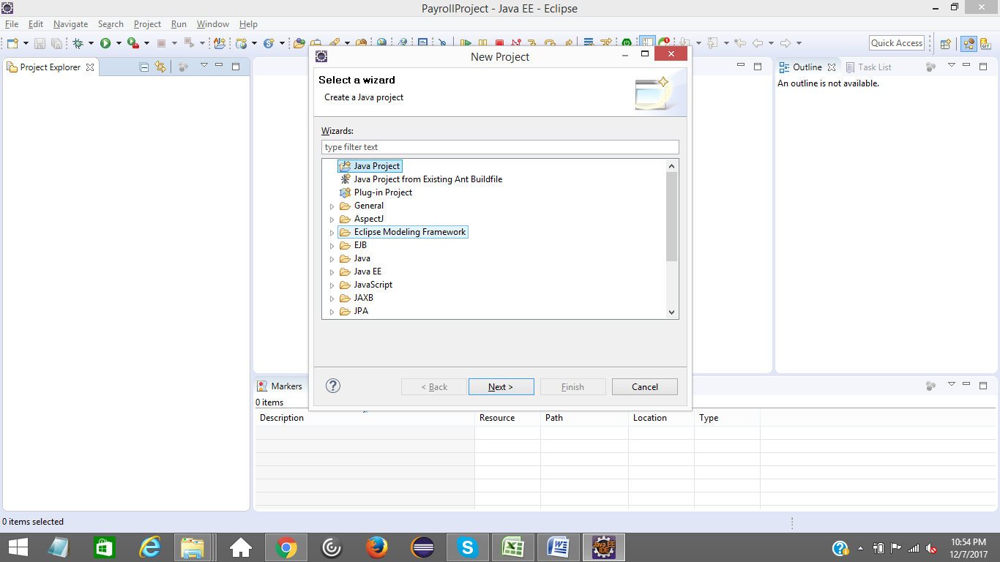 PayrollProject - Java EE - Eclipse
File Edit Navigate Search Project Run Window Help
Quick Access
Project Explorer
New Project
Select a wizard
Create a Java project
Wizards:
type filter text
Java Project
Java Project from Existing Ant Buildfile
Plug-in Project
General
AspectJ
Eclipse Modeling Framework
EJB
Java
Java EE
JavaScript
JAXB
JPA
< Back Next > Finish Cancel
Outline Task List
An outline is not available.
Markers
0 items
Description Resource Path Location Type
0 items selected
Java EE
IDE
10:54 PM
12/7/2017